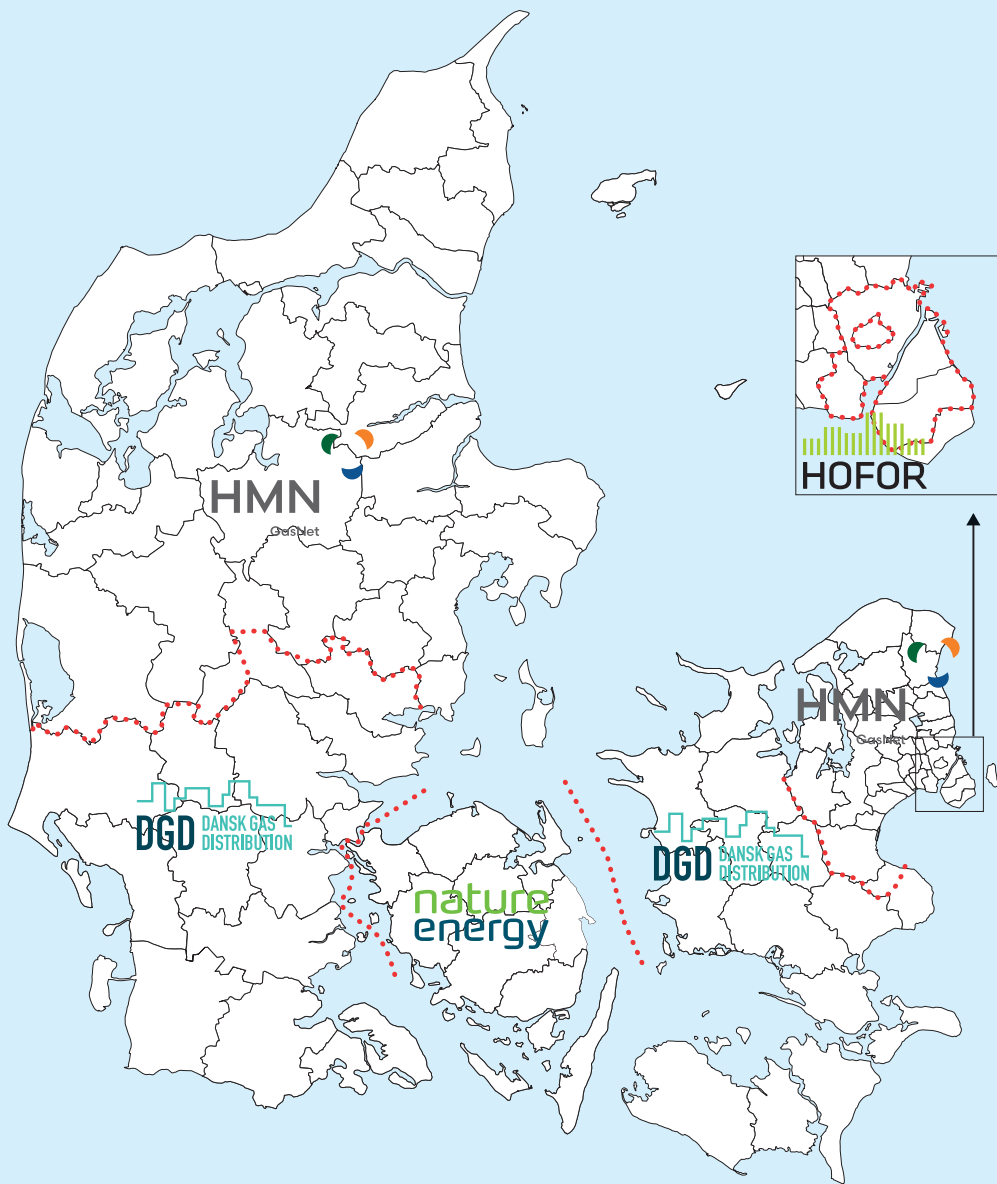 HOFOR
HMN
GasNet
HMN
GasNet
DGD DANSK GAS
DISTRIBUTION
DGD DANSK GAS
DISTRIBUTION
nature
energy